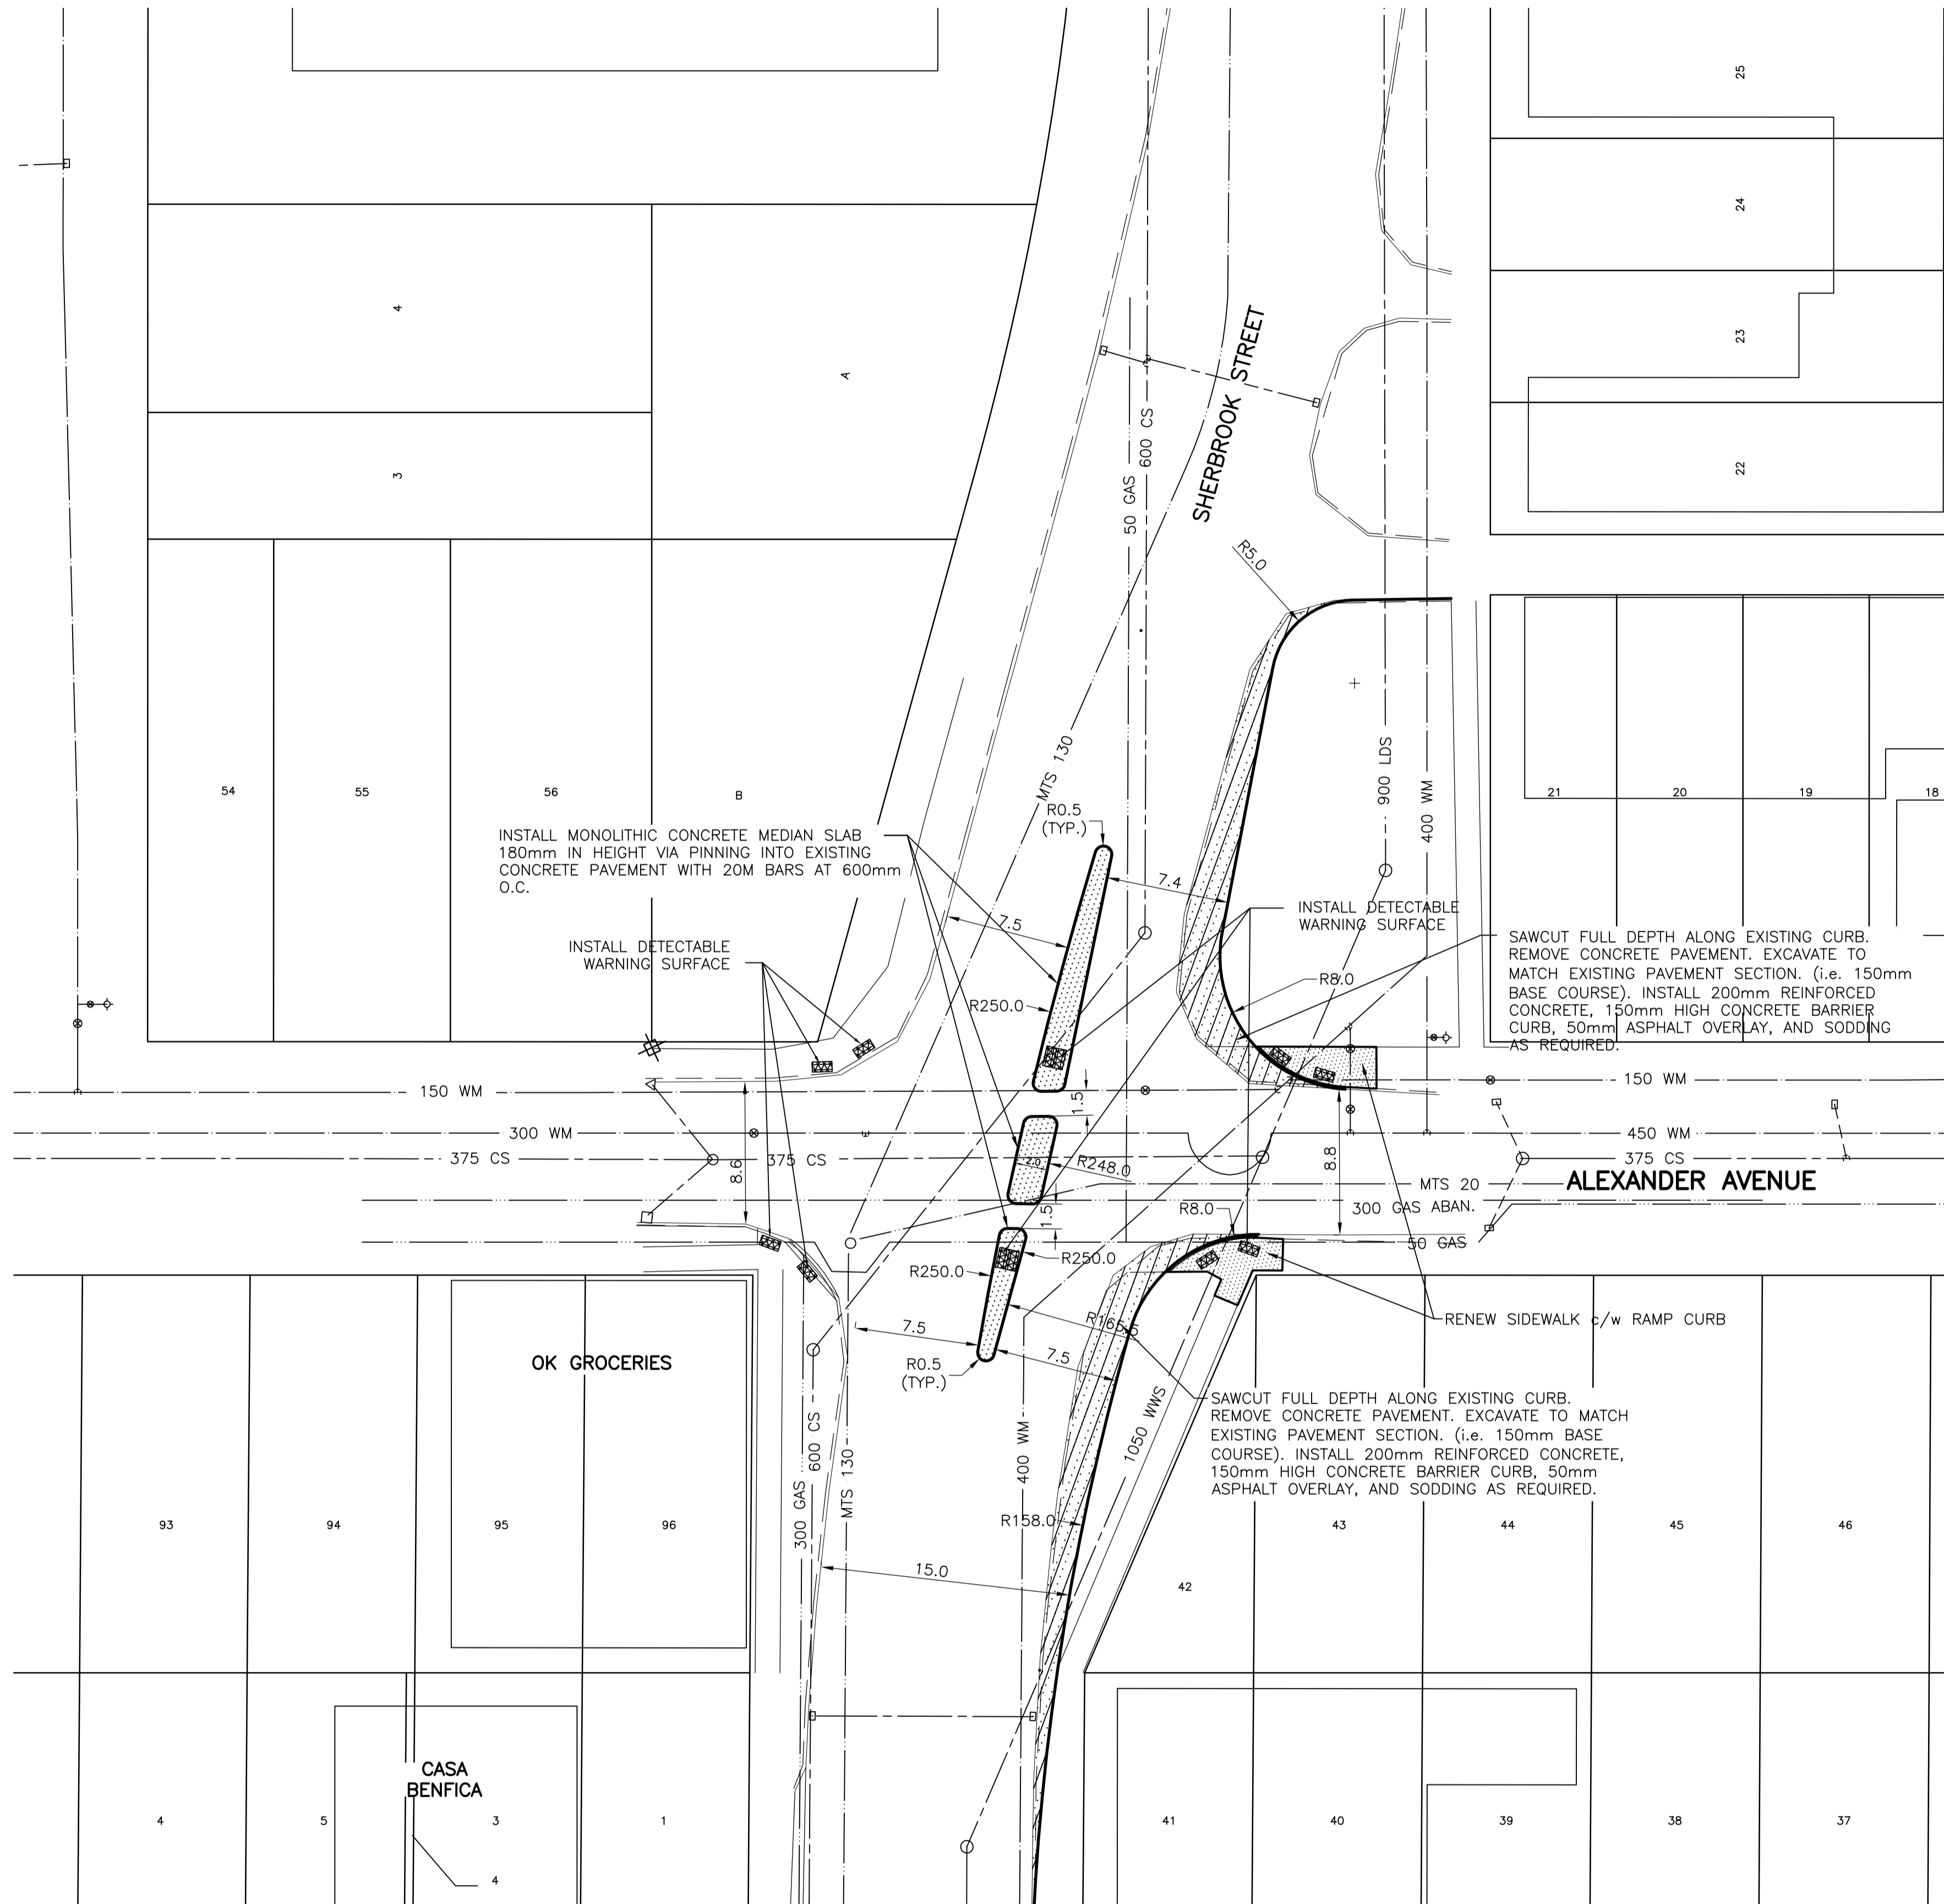 25
24
23
22
4
A
3
SHERBROOK STREET
50 GAS
600 CS
R5.0
54
55
56
B
MTS 130
900 LDS
400 WM
21
20
19
18
R0.5
(TYP.)
INSTALL MONOLITHIC CONCRETE MEDIAN SLAB
180mm IN HEIGHT VIA PINNING INTO EXISTING
CONCRETE PAVEMENT WITH 20M BARS AT 600mm
O.C.
7.4
7.5
INSTALL DETECTABLE
WARNING SURFACE
INSTALL DETECTABLE
WARNING SURFACE
SAWCUT FULL DEPTH ALONG EXISTING CURB.
REMOVE CONCRETE PAVEMENT. EXCAVATE TO
MATCH EXISTING PAVEMENT SECTION. (i.e. 150mm
BASE COURSE). INSTALL 200mm REINFORCED
CONCRETE, 150mm HIGH CONCRETE BARRIER
CURB, 50mm ASPHALT OVERLAY, AND SODDING
AS REQUIRED.
R8.0
R250.0
150 WM
150 WM
1.5
300 WM
450 WM
375 CS
375 CS
375 CS
8.6
2.0
R248.0
8.8
MTS 20
ALEXANDER AVENUE
300 GAS ABAN.
1.5
R8.0
50 GAS
R250.0
R250.0
7.5
R165.5
RENEW SIDEWALK c/w RAMP CURB
7.5
R0.5
(TYP.)
OK GROCERIES
SAWCUT FULL DEPTH ALONG EXISTING CURB.
REMOVE CONCRETE PAVEMENT. EXCAVATE TO MATCH
EXISTING PAVEMENT SECTION. (i.e. 150mm BASE
COURSE). INSTALL 200mm REINFORCED CONCRETE,
150mm HIGH CONCRETE BARRIER CURB, 50mm
ASPHALT OVERLAY, AND SODDING AS REQUIRED.
300 GAS
600 CS
MTS 130
400 WM
1050 WWS
93
94
95
96
R158.0
43
44
45
46
15.0
42
CASA
BENFICA
4
5
3
1
41
40
39
38
37
4